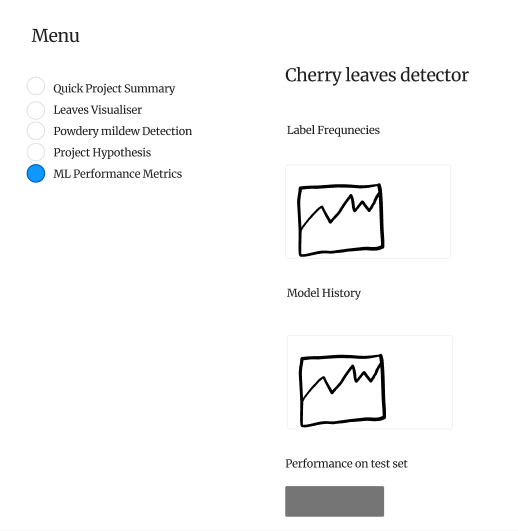 Menu
Quick Project Summary
Leaves Visualiser
Powdery mildew Detection
Project Hypothesis
ML Performance Metrics
Cherry leaves detector
Label Frequnecies
Model History
Performance on test set